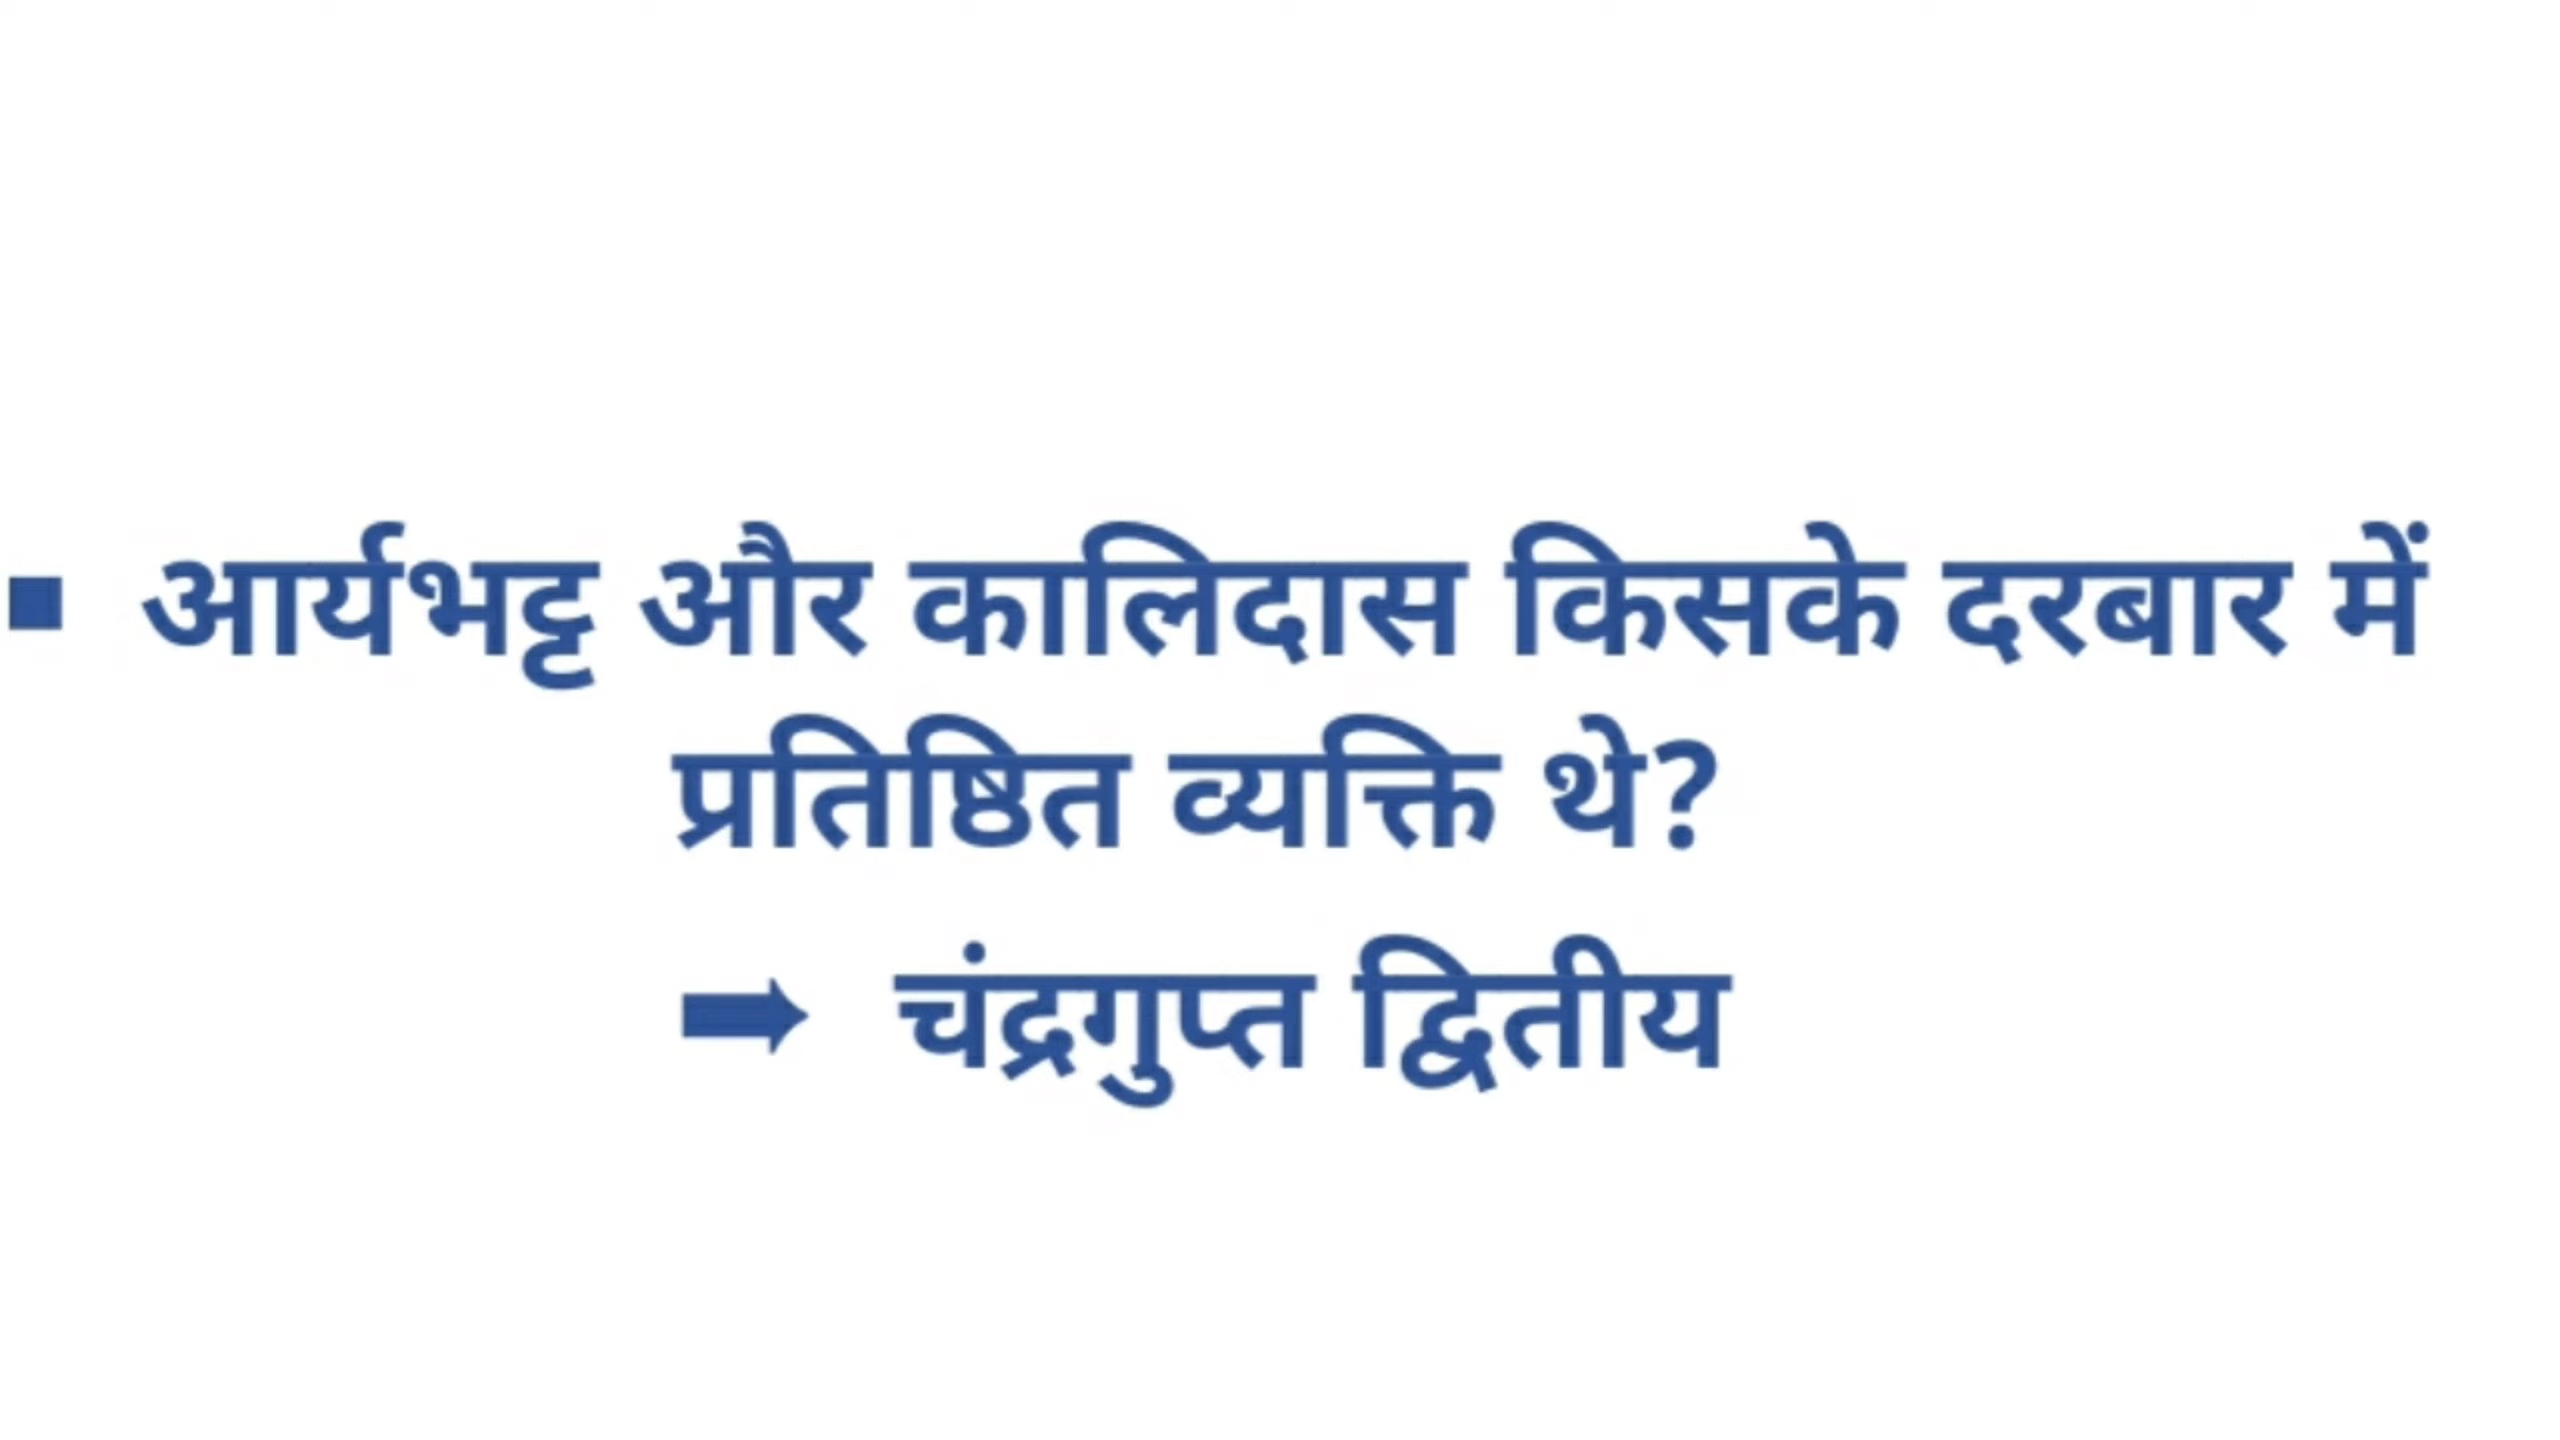 ▪ आर्यभट्ट और कालिदास किसके दरबार में
प्रतिष्ठित व्यक्ति थे?
➡ चंद्रगुप्त द्वितीय